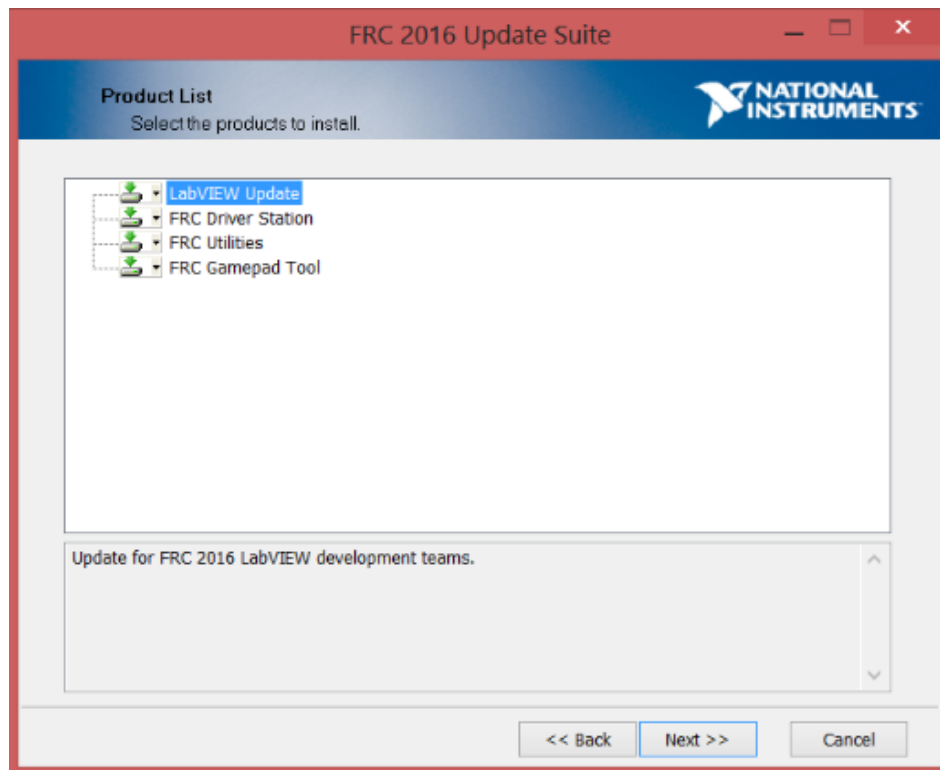 FRC 2016 Update Suite
Product List
Select the products to install.
NATIONAL
INSTRUMENTS
LabVIEW Update
FRC Driver Station
FRC Utilities
FRC Gamepad Tool
Update for FRC 2016 LabVIEW development teams.
<< Back
Next >>
Cancel